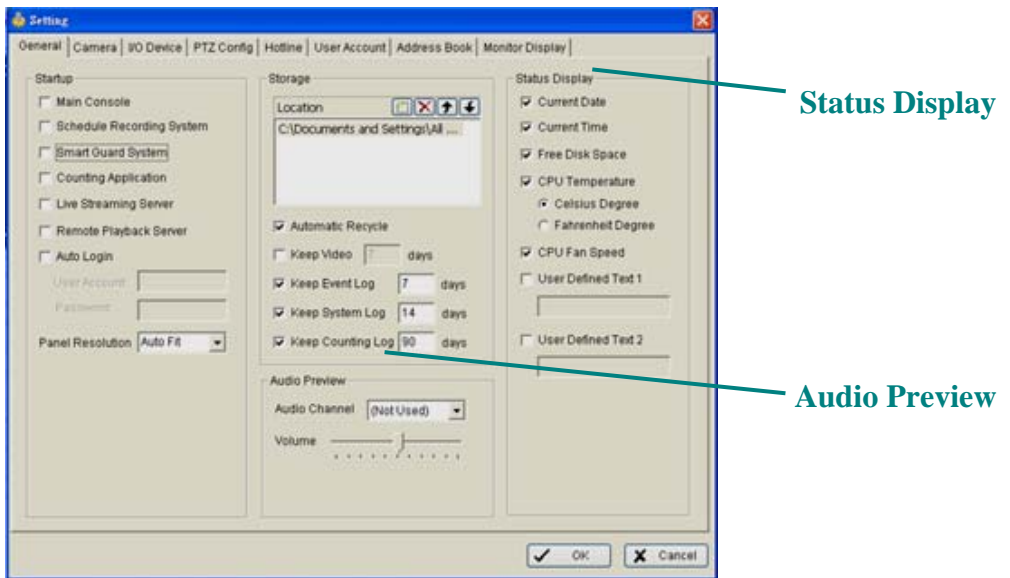 Setting
General Camera I/O Device PTZ Config Hotline User Account Address Book Monitor Display
Startup
Main Console
Schedule Recording System
Smart Guard System
Counting Application
Live Streaming Server
Remote Playback Server
Auto Login
User Account:
Password:
Panel Resolution Auto Fit
Storage
Location
C:\Documents and Settings\All ....
Automatic Recycle
Keep Video 7 days
Keep Event Log 7 days
Keep System Log 14 days
Keep Counting Log 90 days
Audio Preview
Audio Channel (Not Used)
Volume
Status Display
Current Date
Current Time
Free Disk Space
CPU Temperature
Celsius Degree
Fahrenheit Degree
CPU Fan Speed
User Defined Text 1
User Defined Text 2
OK Cancel
Status Display
Audio Preview